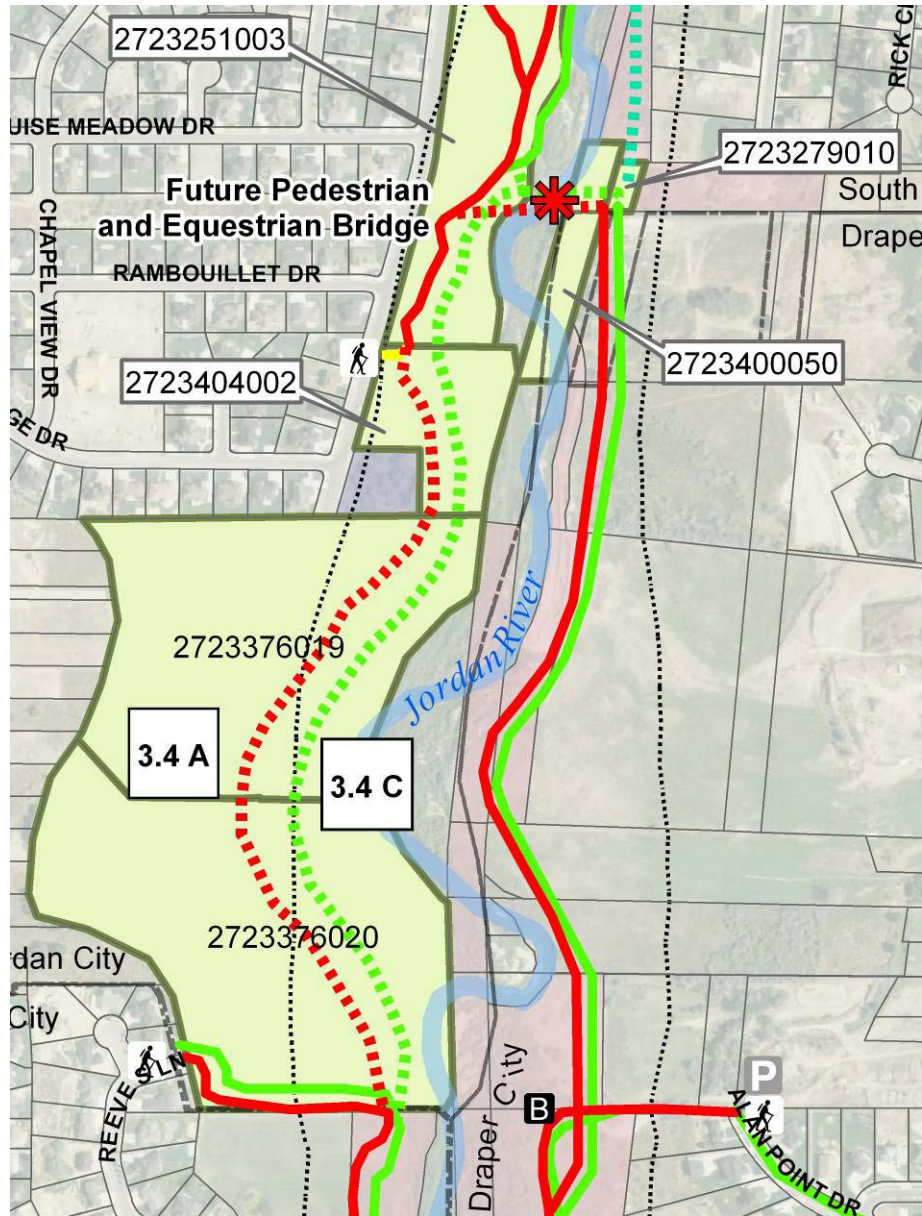 2723251003
RICK C
UISE MEADOW DR
2723279010
Future Pedestrian
and Equestrian Bridge
South
Drape
CHAPEL VIEW DR
RAMBOUILLET DR
2723400050
2723404002
GE DR
Jordan River
2723376019
3.4 A
3.4 C
2723376020
rdan City
City
REEVES LN
Draper City
B
P
ALAN POINT DR